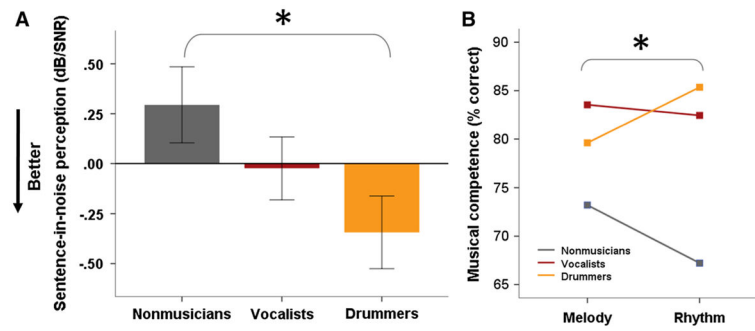 A
Better
Sentence-in-noise perception (dB/SNR)
.50
.25
.00
-.25
-.50
*
Nonmusicians Vocalists Drummers
B
Musical competence (% correct)
90
85
80
75
70
65
*
Nonmusicians
Vocalists
Drummers
Melody Rhythm